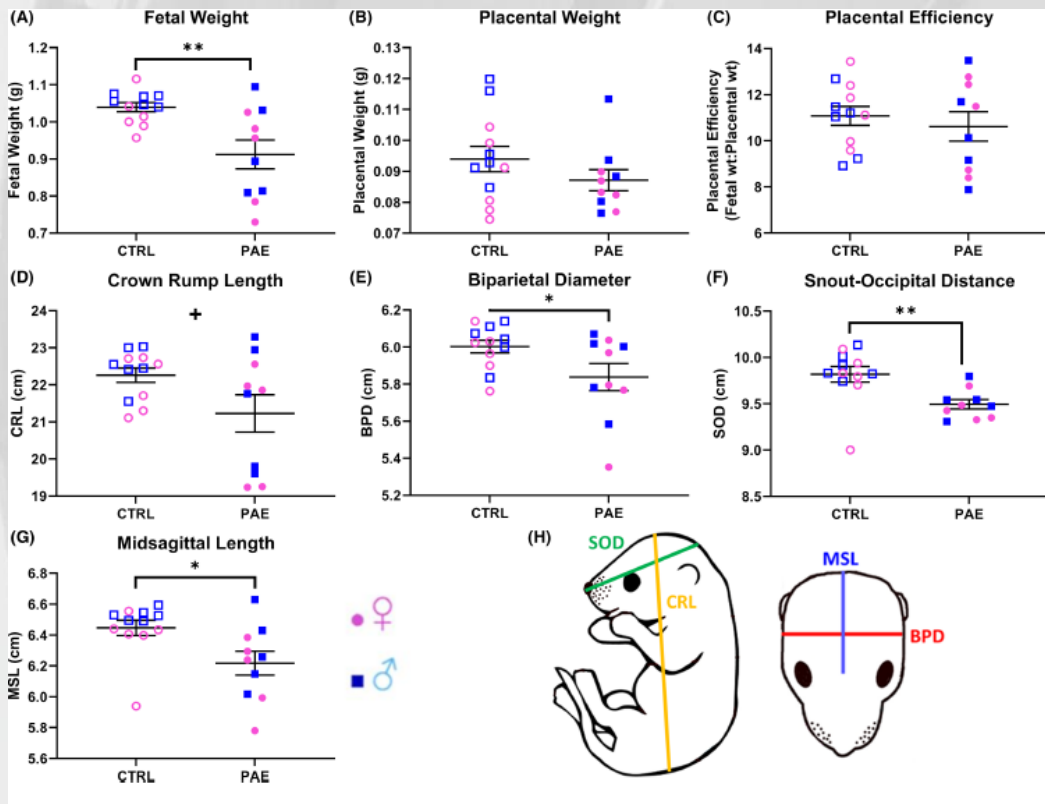 (A) Fetal Weight
Fetal Weight (g)
1.2
1.1
1.0
0.9
0.8
0.7
**
CTRL PAE
(B) Placental Weight
Placental Weight (g)
0.13
0.12
0.11
0.10
0.09
0.08
0.07
CTRL PAE
(C) Placental Efficiency
Placental Efficiency
(Fetal wt:Placental wt)
14
12
10
8
6
CTRL PAE
(D) Crown Rump Length
CRL (cm)
24
23
22
21
20
19
+
CTRL PAE
(E) Biparietal Diameter
BPD (cm)
6.2
6.0
5.8
5.6
5.4
5.2
*
CTRL PAE
(F) Snout-Occipital Distance
SOD (cm)
10.5
10.0
9.5
9.0
8.5
**
CTRL PAE
(G) Midsagittal Length
MSL (cm)
6.8
6.6
6.4
6.2
6.0
5.8
5.6
*
CTRL PAE
♀
♂
(H)
SOD
CRL
MSL
BPD